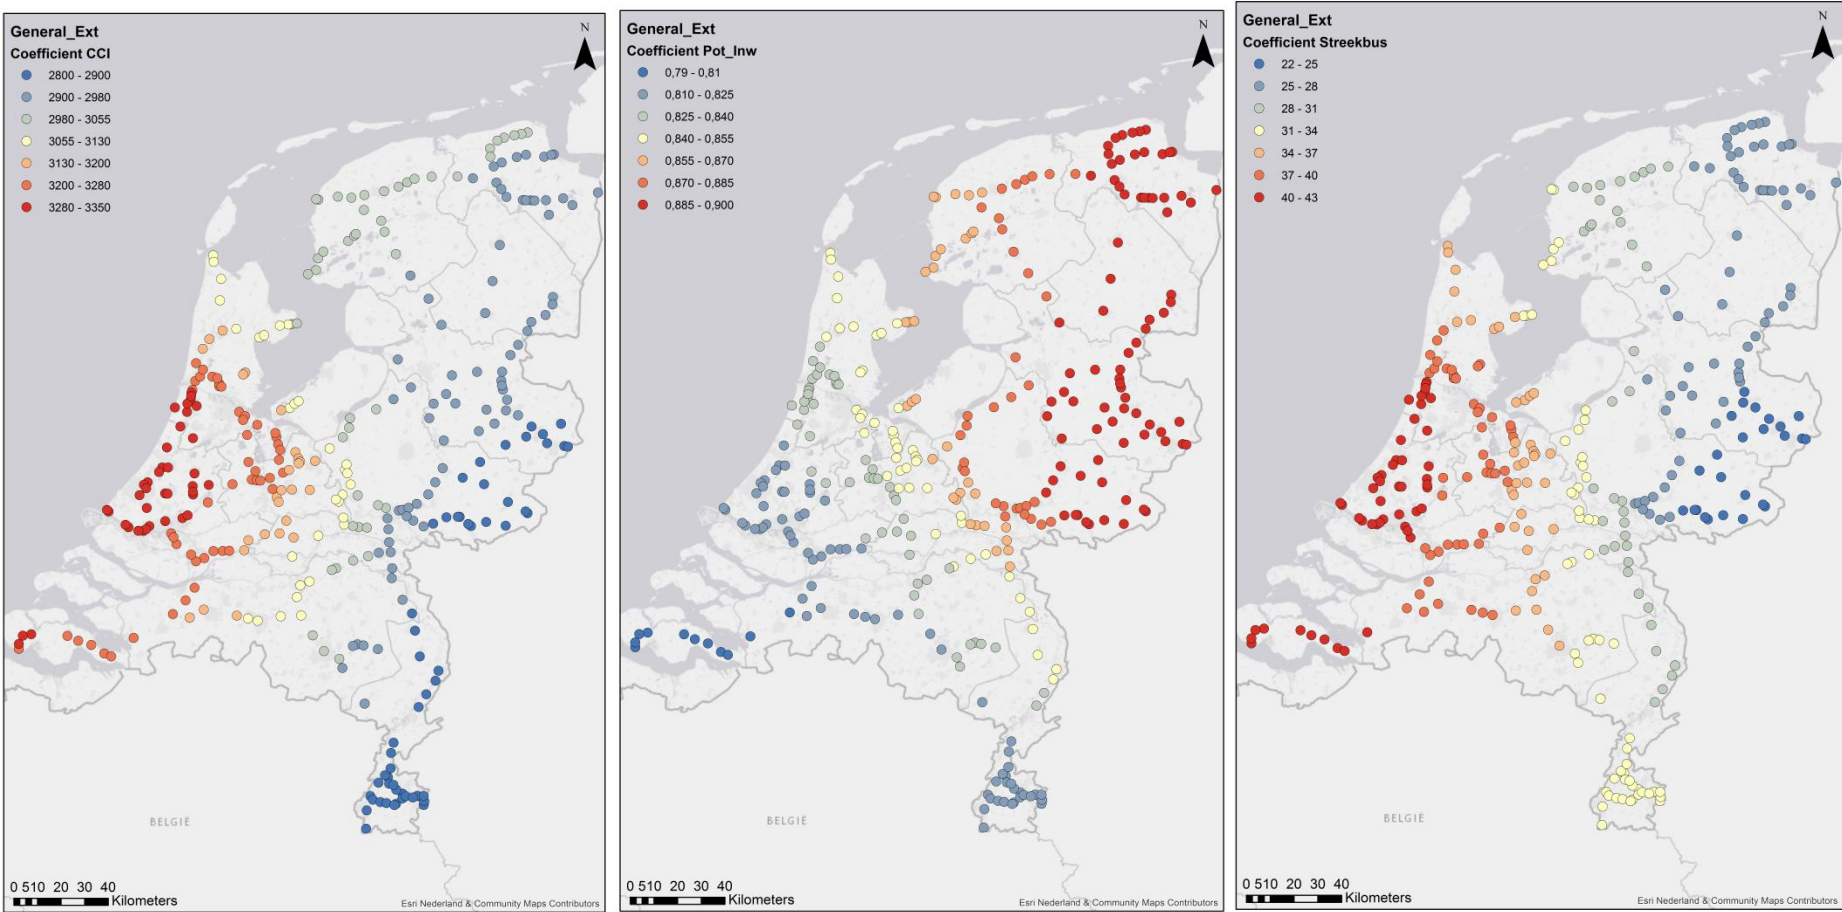 General_Ext
Coefficient CCI
2800 - 2900
2900 - 2980
2980 - 3055
3055 - 3130
3130 - 3200
3200 - 3280
3280 - 3350
N
BELGIË
0 510 20 30 40
Kilometers
Esri Nederland & Community Maps Contributors
General_Ext
Coefficient Pot_Inw
0,79 - 0,81
0,810 - 0,825
0,825 - 0,840
0,840 - 0,855
0,855 - 0,870
0,870 - 0,885
0,885 - 0,900
N
BELGIË
0 510 20 30 40
Kilometers
Esri Nederland & Community Maps Contributors
General_Ext
Coefficient Streekbus
22 - 25
25 - 28
28 - 31
31 - 34
34 - 37
37 - 40
40 - 43
N
BELGIË
0 510 20 30 40
Kilometers
Esri Nederland & Community Maps Contributors